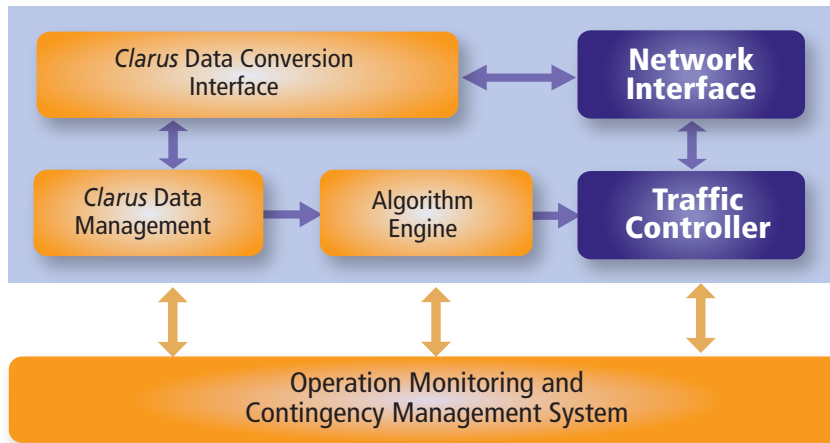 Clarus Data Conversion
Interface
Network
Interface
Clarus Data
Management
Algorithm
Engine
Traffic
Controller
Operation Monitoring and
Contingency Management System